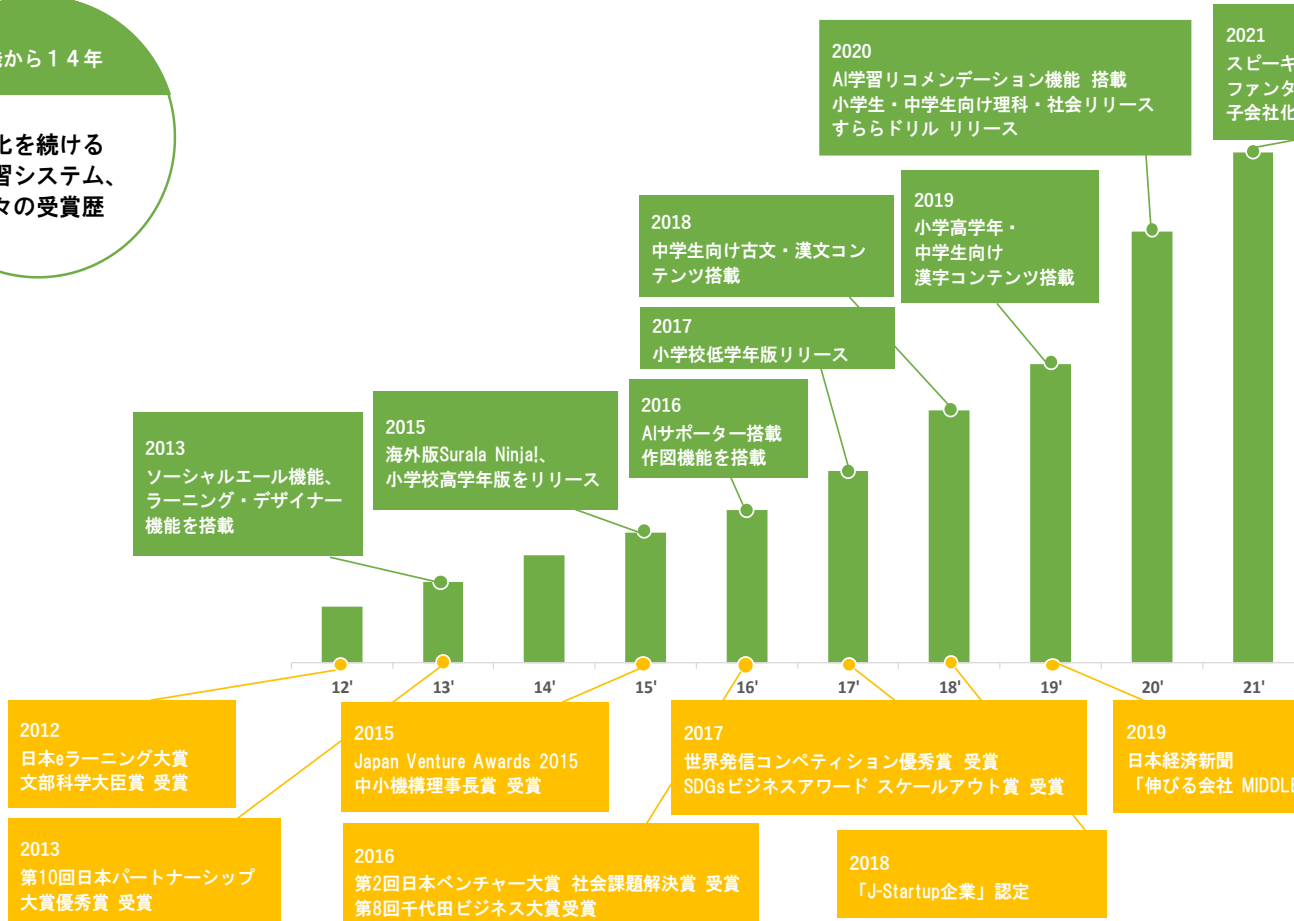 から１４年
を続ける
習システム、
々の受賞歴
2020
AI学習リコメンデーション機能 搭載
小学生・中学生向け理科・社会リリース
すららドリル リリース
2021
スピーキ
ファンタ
子会社化
2018
中学生向け古文・漢文コン
テンツ搭載
2019
小学高学年・
中学生向け
漢字コンテンツ搭載
2017
小学校低学年版リリース
2016
AIサポーター搭載
作図機能を搭載
2015
海外版Surala Ninja!、
小学校高学年版をリリース
2013
ソーシャルエール機能、
ラーニング・デザイナー
機能を搭載
12' 13' 14' 15' 16' 17' 18' 19' 20' 21'
2012
日本eラーニング大賞
文部科学大臣賞 受賞
2015
Japan Venture Awards 2015
中小機構理事長賞 受賞
2017
世界発信コンペティション優秀賞 受賞
SDGsビジネスアワード スケールアウト賞 受賞
2019
日本経済新聞
「伸びる会社 MIDDLE
2013
第10回日本パートナーシップ
大賞優秀賞 受賞
2016
第2回日本ベンチャー大賞 社会課題解決賞 受賞
第8回千代田ビジネス大賞受賞
2018
「J-Startup企業」認定